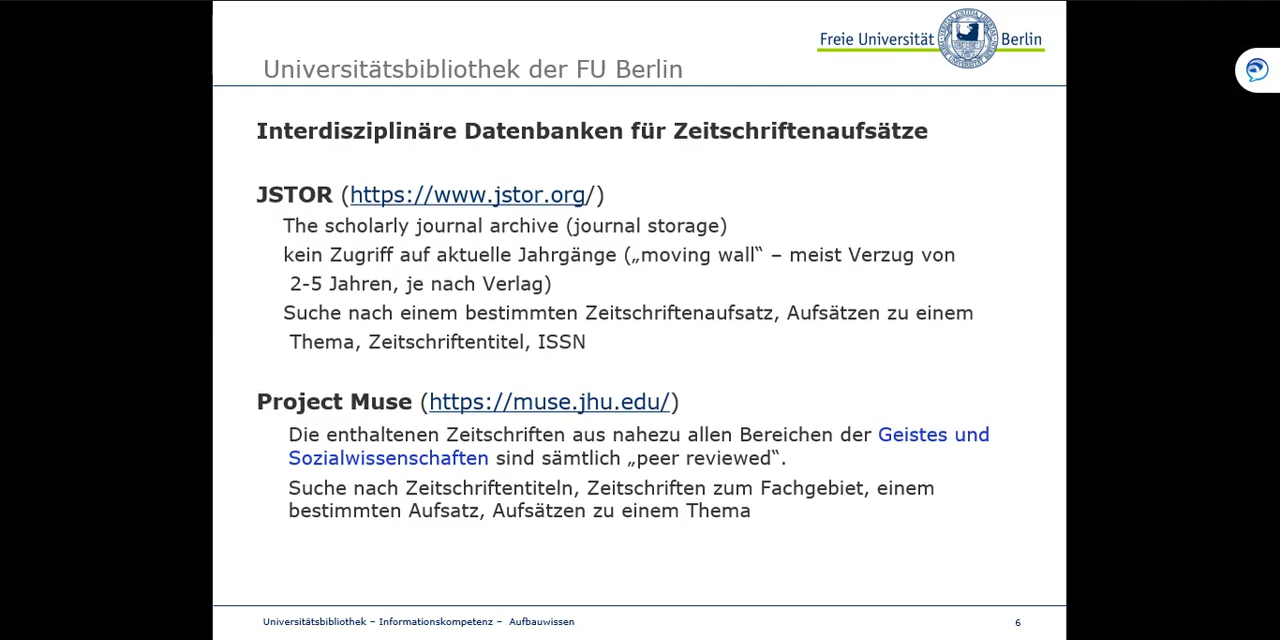 Freie Universität Berlin
Universitätsbibliothek der FU Berlin
Interdisziplinäre Datenbanken für Zeitschriftenaufsätze
JSTOR (https://www.jstor.org/)
The scholarly journal archive (journal storage)
kein Zugriff auf aktuelle Jahrgänge („moving wall“ – meist Verzug von
2-5 Jahren, je nach Verlag)
Suche nach einem bestimmten Zeitschriftenaufsatz, Aufsätzen zu einem
Thema, Zeitschriftentitel, ISSN
Project Muse (https://muse.jhu.edu/)
Die enthaltenen Zeitschriften aus nahezu allen Bereichen der Geistes und
Sozialwissenschaften sind sämtlich „peer reviewed“.
Suche nach Zeitschriftentiteln, Zeitschriften zum Fachgebiet, einem
bestimmten Aufsatz, Aufsätzen zu einem Thema
Universitätsbibliothek – Informationskompetenz – Aufbauwissen
6